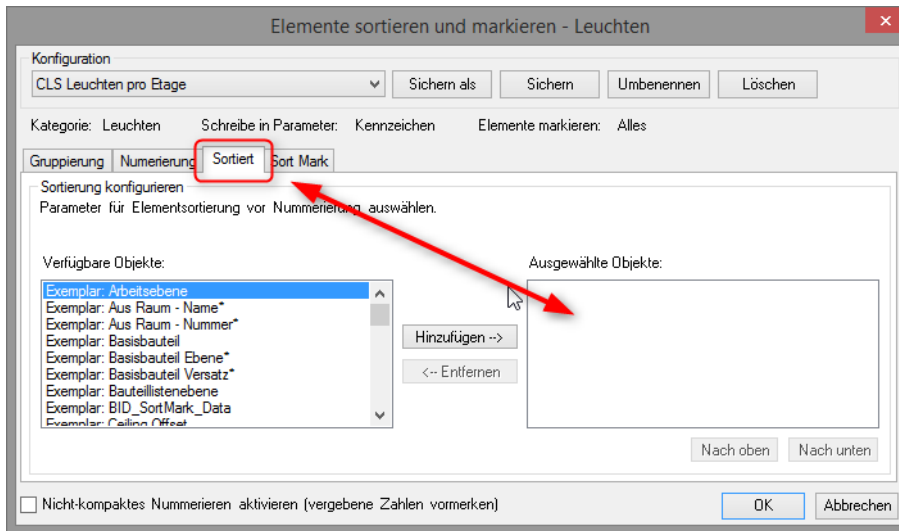 Elemente sortieren und markieren - Leuchten
Konfiguration
CLS Leuchten pro Etage
Sichern als
Sichern
Umbenennen
Löschen
Kategorie: Leuchten Schreibe in Parameter: Kennzeichen Elemente markieren: Alles
Gruppierung
Numerierung
Sortiert
Sort Mark
Sortierung konfigurieren
Parameter für Elementsortierung vor Nummerierung auswählen.
Verfügbare Objekte:
Exemplar: Arbeitsebene
Exemplar: Aus Raum - Name*
Exemplar: Aus Raum - Nummer*
Exemplar: Basisbauteil
Exemplar: Basisbauteil Ebene*
Exemplar: Basisbauteil Versatz*
Exemplar: Bauteillistenebene
Exemplar: BID_SortMark_Data
Exemplar: Ceiling Offset
Hinzufügen -->
<-- Entfernen
Ausgewählte Objekte:
Nach oben
Nach unten
Nicht-kompaktes Nummerieren aktivieren (vergebene Zahlen vormerken)
OK
Abbrechen